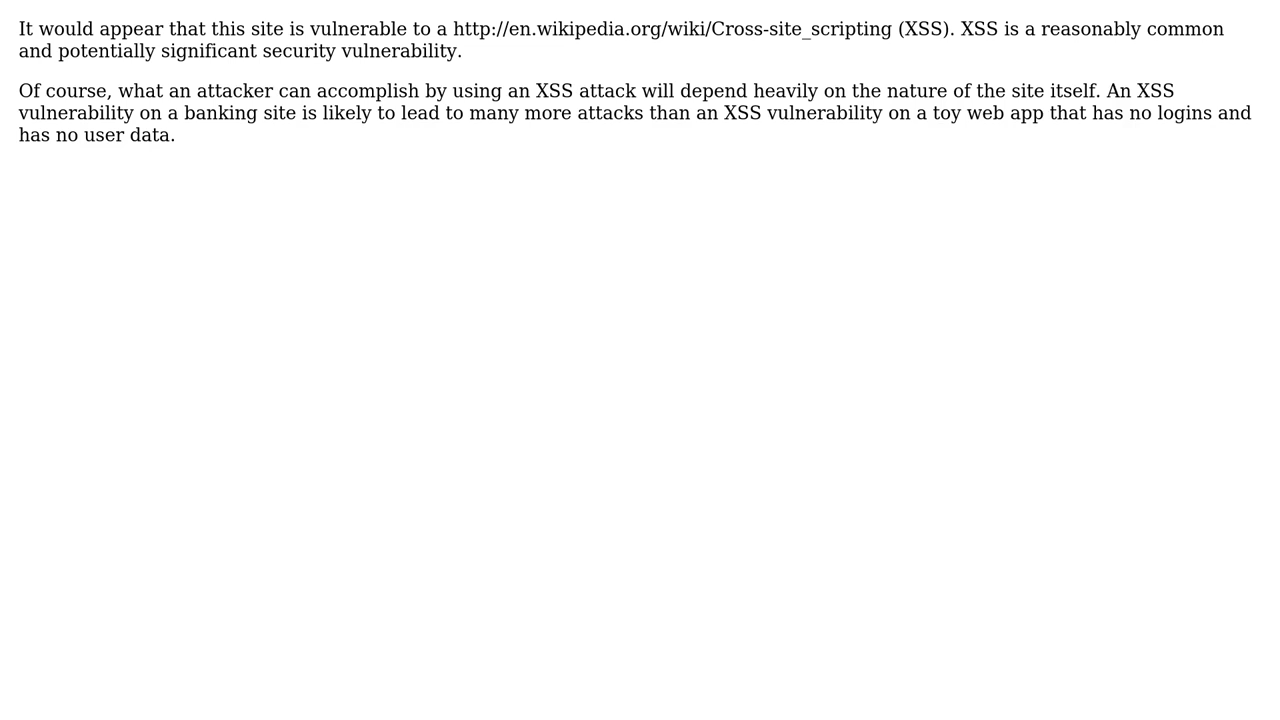 It would appear that this site is vulnerable to a http://en.wikipedia.org/wiki/Cross-site_scripting (XSS). XSS is a reasonably common
and potentially significant security vulnerability.
Of course, what an attacker can accomplish by using an XSS attack will depend heavily on the nature of the site itself. An XSS
vulnerability on a banking site is likely to lead to many more attacks than an XSS vulnerability on a toy web app that has no logins and
has no user data.